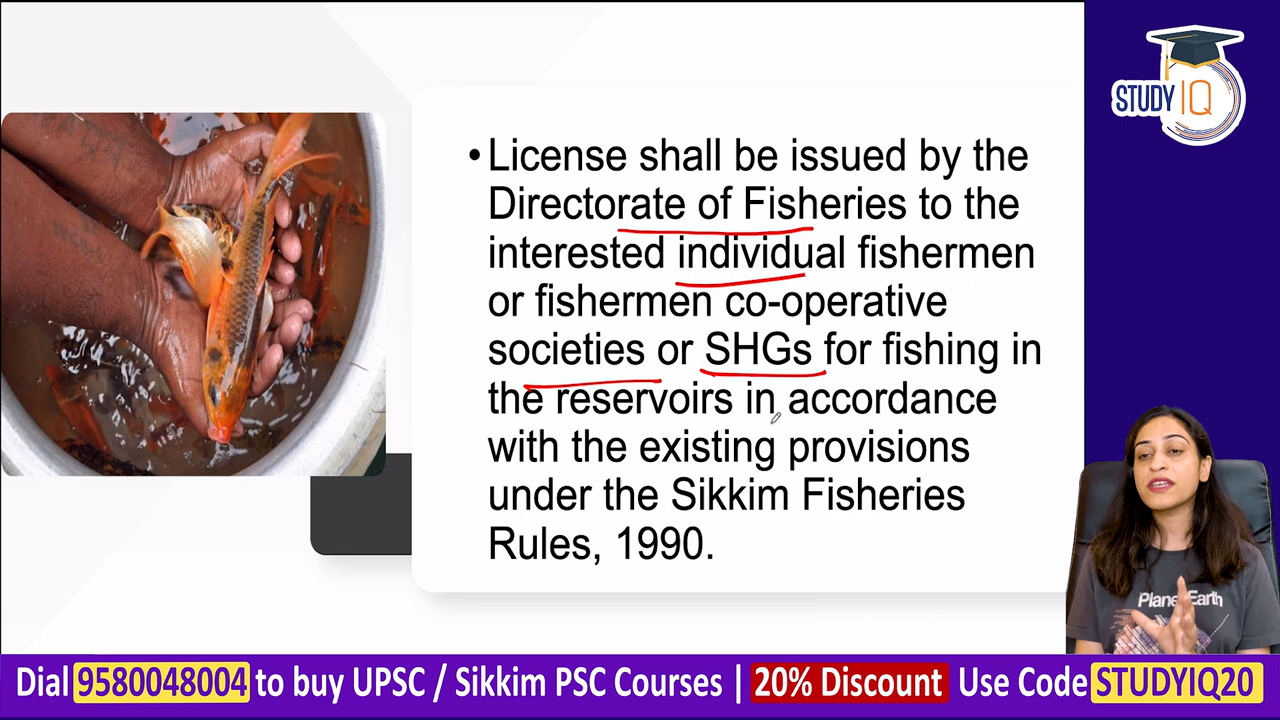 STUDY IQ
• License shall be issued by the
Directorate of Fisheries to the
interested individual fishermen
or fishermen co-operative
societies or SHGs for fishing in
the reservoirs in accordance
with the existing provisions
under the Sikkim Fisheries
Rules, 1990.
Planet Earth
Dial 9580048004 to buy UPSC / Sikkim PSC Courses | 20% Discount Use Code STUDYIQ20